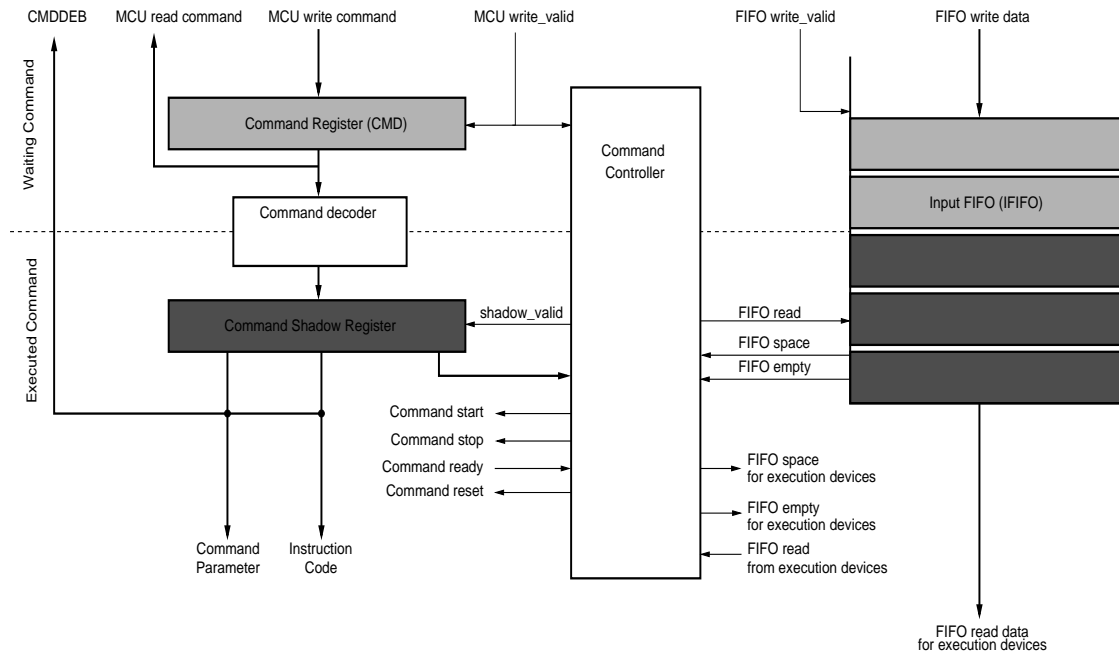 CMDDEB
MCU read command
MCU write command
MCU write_valid
FIFO write_valid
FIFO write data
Waiting Command
Command Register (CMD)
Command
Controller
Command decoder
Input FIFO (IFIFO)
Executed Command
Command Shadow Register
shadow_valid
FIFO read
FIFO space
FIFO empty
Command start
Command stop
Command ready
Command reset
FIFO space
for execution devices
FIFO empty
for execution devices
FIFO read
from execution devices
Command
Parameter
Instruction
Code
FIFO read data
for execution devices